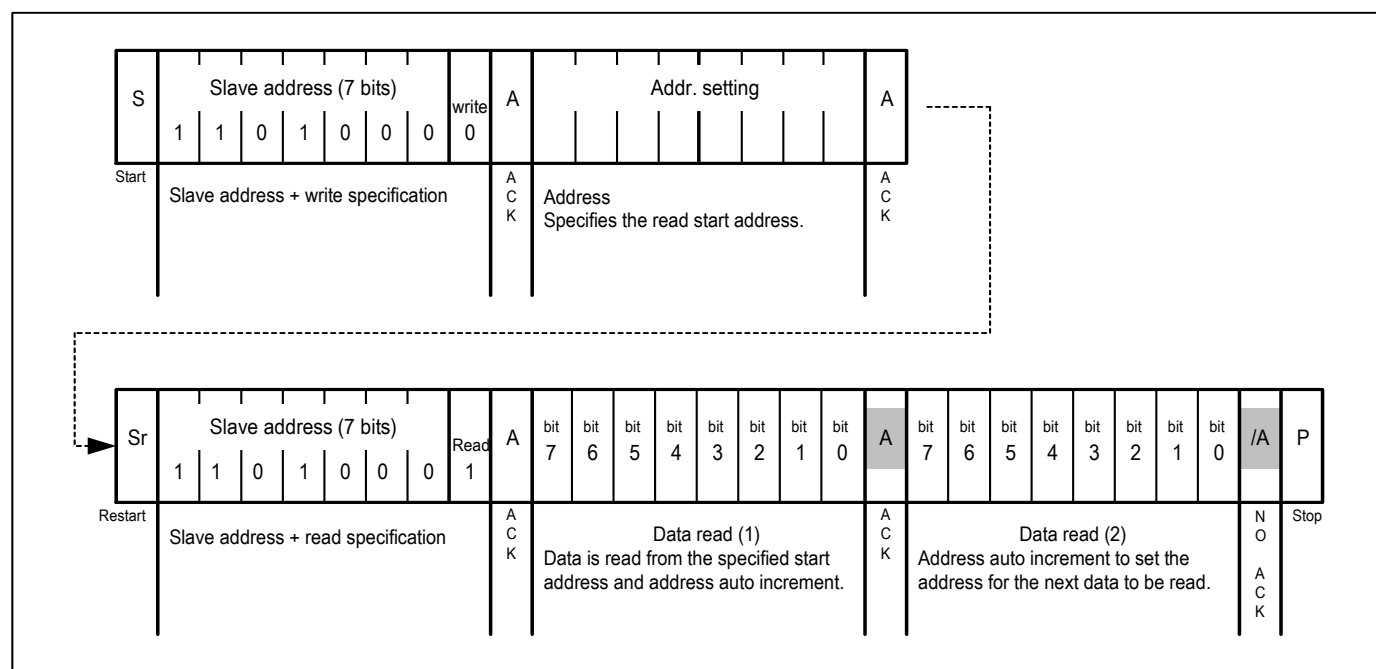 S Slave address (7 bits) write A Addr. setting A
1 1 0 1 0 0 0 0
Start
Slave address + write specification
A
C
K
Address
Specifies the read start address.
A
C
K
Sr Slave address (7 bits) Read A bit bit bit bit bit bit bit bit A bit bit bit bit bit bit bit bit /A P
1 1 0 1 0 0 0 1 7 6 5 4 3 2 1 0 7 6 5 4 3 2 1 0
Restart
Slave address + read specification
A
C
K
Data read (1)
Data is read from the specified start
address and address auto increment.
A
C
K
Data read (2)
Address auto increment to set the
address for the next data to be read.
N
O
A
C
K
Stop